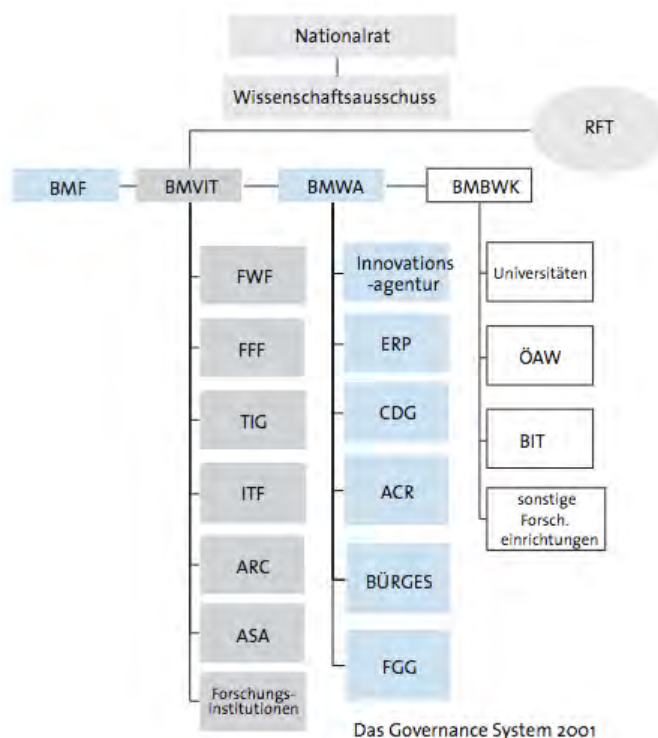 Nationalrat
Wissenschaftsausschuss
RFT
BMF
BMVIT
BMWA
BMBWK
FWF
FFF
TIG
ITF
ARC
ASA
Forschungs-
institutionen
Innovations
-agentur
ERP
CDG
ACR
BÜRGES
FGG
Universitäten
ÖAW
BIT
sonstige
Forsch.
einrichtungen
Das Governance System 2001